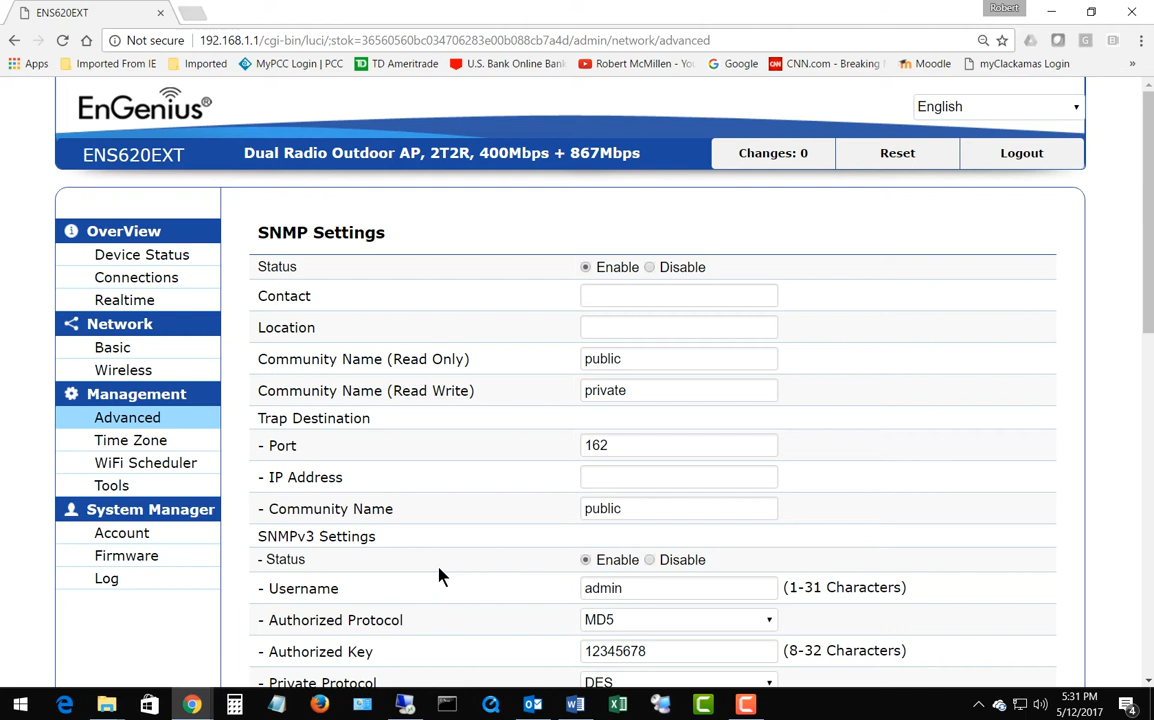 ENS620EXT
Robert
Not secure 192.168.1.1/cgi-bin/luci/;stok=36560560bc034706283e00b088cb7a4d/admin/network/advanced
Apps Imported From IE Imported MyPCC Login | PCC TD Ameritrade U.S. Bank Online Bank Robert McMillen - Yo Google CNN.com - Breaking Moodle myClackamas Login »
EnGenius®
English
ENS620EXT Dual Radio Outdoor AP, 2T2R, 400Mbps + 867Mbps Changes: 0 Reset Logout
OverView
Device Status
Connections
Realtime
Network
Basic
Wireless
Management
Advanced
Time Zone
WiFi Scheduler
Tools
System Manager
Account
Firmware
Log
SNMP Settings
Status Enable Disable
Contact
Location
Community Name (Read Only) public
Community Name (Read Write) private
Trap Destination
- Port 162
- IP Address
- Community Name public
SNMPv3 Settings
- Status Enable Disable
- Username admin (1-31 Characters)
- Authorized Protocol MD5
- Authorized Key 12345678 (8-32 Characters)
- Private Protocol DES
5:31 PM
5/12/2017
4